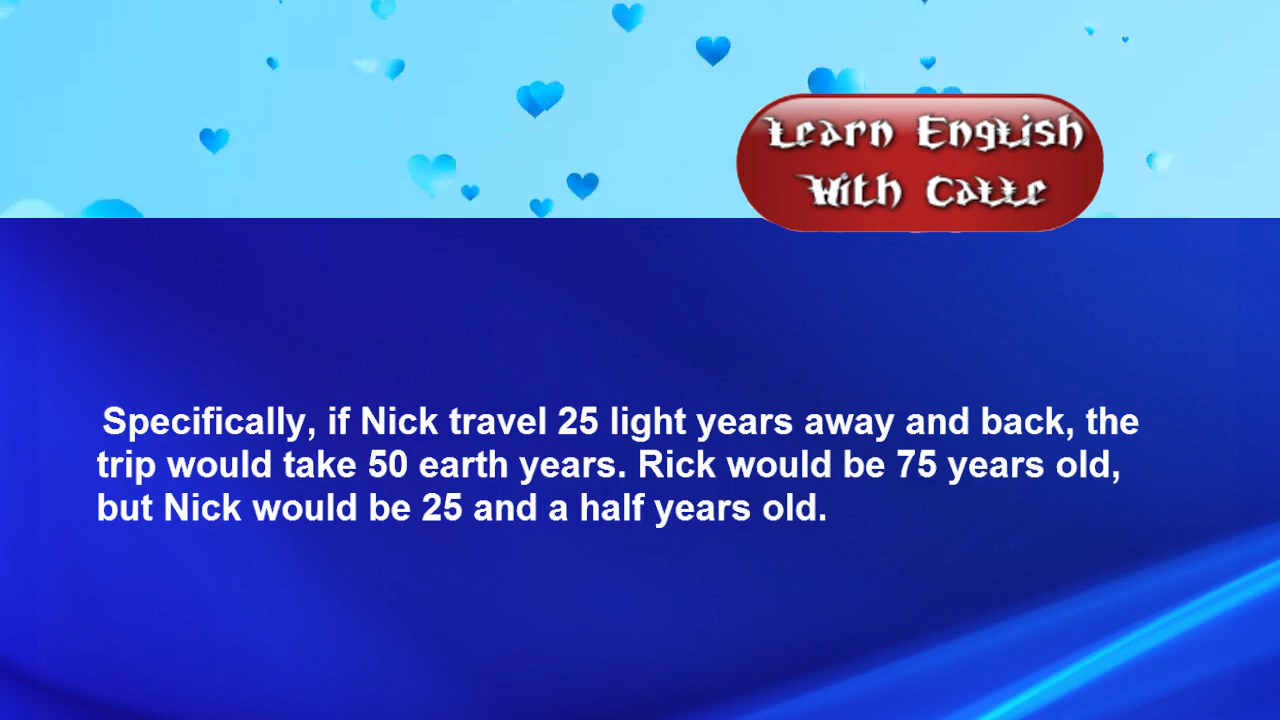 Learn English
With Catte
Specifically, if Nick travel 25 light years away and back, the
trip would take 50 earth years. Rick would be 75 years old,
but Nick would be 25 and a half years old.